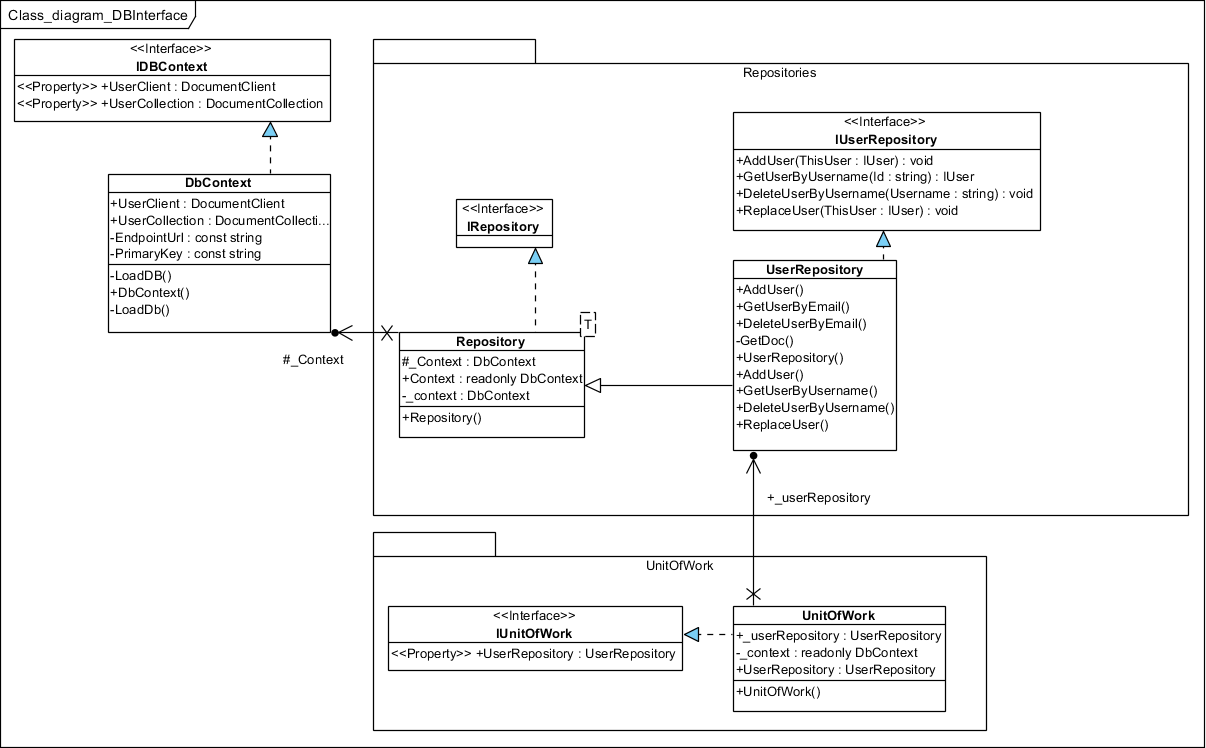 Class_diagram_DBInterface
<<Interface>>
IDBContext
<<Property>> +UserClient : DocumentClient
<<Property>> +UserCollection : DocumentCollection
DbContext
+UserClient : DocumentClient
+UserCollection : DocumentCollecti...
-EndpointUrl : const string
-PrimaryKey : const string
-LoadDB()
+DbContext()
-LoadDb()
#_Context
Repositories
<<Interface>>
IRepository
T
Repository
#_Context : DbContext
+Context : readonly DbContext
-_context : DbContext
+Repository()
<<Interface>>
IUserRepository
+AddUser(ThisUser : IUser) : void
+GetUserByUsername(Id : string) : IUser
+DeleteUserByUsername(Username : string) : void
+ReplaceUser(ThisUser : IUser) : void
UserRepository
+AddUser()
+GetUserByEmail()
+DeleteUserByEmail()
-GetDoc()
+UserRepository()
+AddUser()
+GetUserByUsername()
+DeleteUserByUsername()
+ReplaceUser()
+_userRepository
UnitOfWork
<<Interface>>
IUnitOfWork
<<Property>> +UserRepository : UserRepository
UnitOfWork
+_userRepository : UserRepository
-_context : readonly DbContext
+UserRepository : UserRepository
+UnitOfWork()